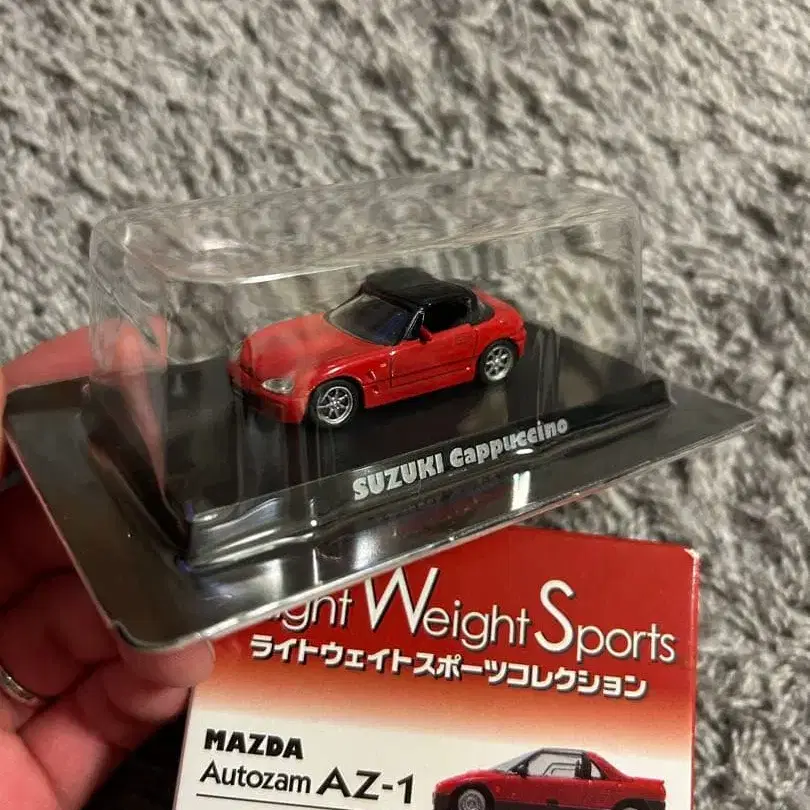 SUZUKI Cappuccino
Weight Sports
ライトウェイトスポーツコレクション
MAZDA
Autozam AZ-1